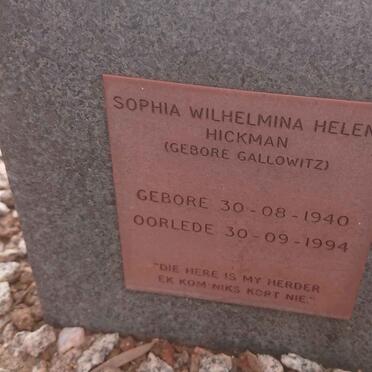 SOPHIA WILHELMINA HELEN
HICKMAN
(GEBORE GALLOWITZ)
GEBORE 30-08-1940
OORLEDE 30-09-1994
"DIE HERE IS MY HERDER
EK KOM NIKS KORT NIE."